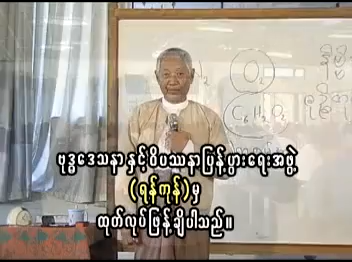 O₂
ဗုဒ္ဓဒေသနာနှင့်ဝိပဿနာပြန့်ပွားရေးအဖွဲ့
(ရန်ကုန်)မှ
ထုတ်လုပ်ဖြန့်ချိပါသည်။